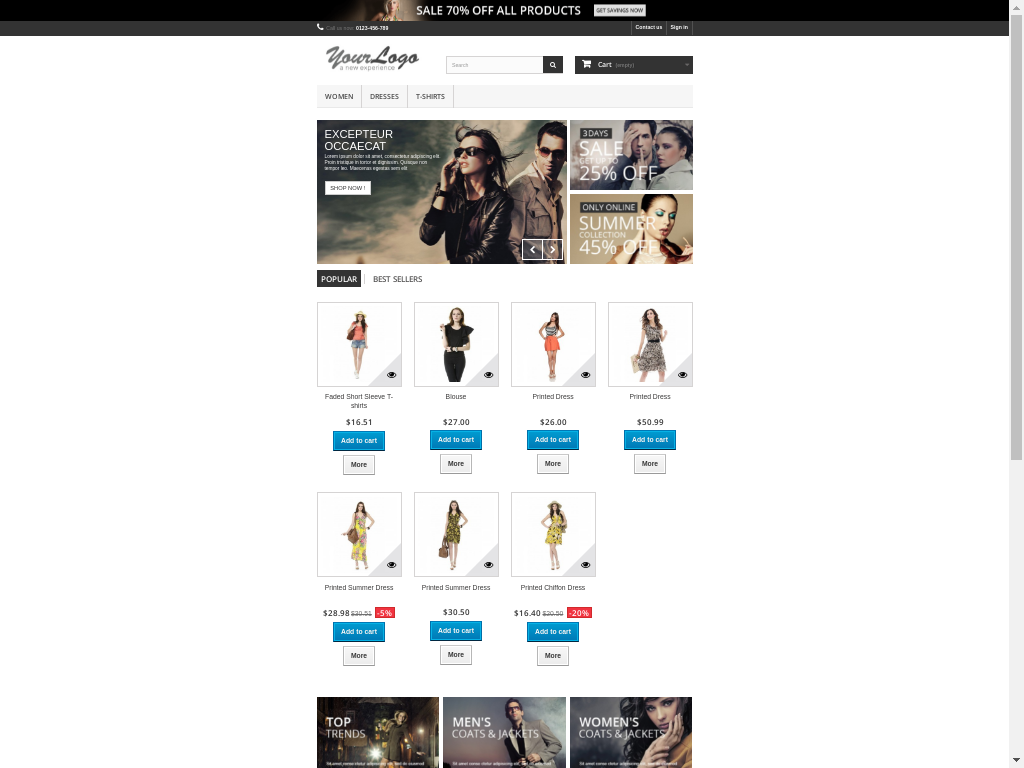 SALE 70% OFF ALL PRODUCTS
GET SAVINGS NOW
Call us now: 0123-456-789
Contact us
Sign in
YourLogo
a new experience
Search
Cart (empty)
WOMEN
DRESSES
T-SHIRTS
EXCEPTEUR
OCCAECAT
Lorem ipsum dolor sit amet, consectetur adipiscing elit.
Proin tristique in tortor et dignissim. Quisque non
tempor leo. Maecenas egestas sem elit
SHOP NOW !
3 DAYS
SALE
GET UP TO
25% OFF
ONLY ONLINE
SUMMER
COLLECTION
45% OFF
POPULAR
BEST SELLERS
Faded Short Sleeve T-
shirts
$16.51
Add to cart
More
Blouse
$27.00
Add to cart
More
Printed Dress
$26.00
Add to cart
More
Printed Dress
$50.99
Add to cart
More
Printed Summer Dress
$28.98 $30.51 -5%
Add to cart
More
Printed Summer Dress
$30.50
Add to cart
More
Printed Chiffon Dress
$16.40 $20.50 -20%
Add to cart
More
TOP
TRENDS
MEN'S
COATS & JACKETS
WOMEN'S
COATS & JACKETS